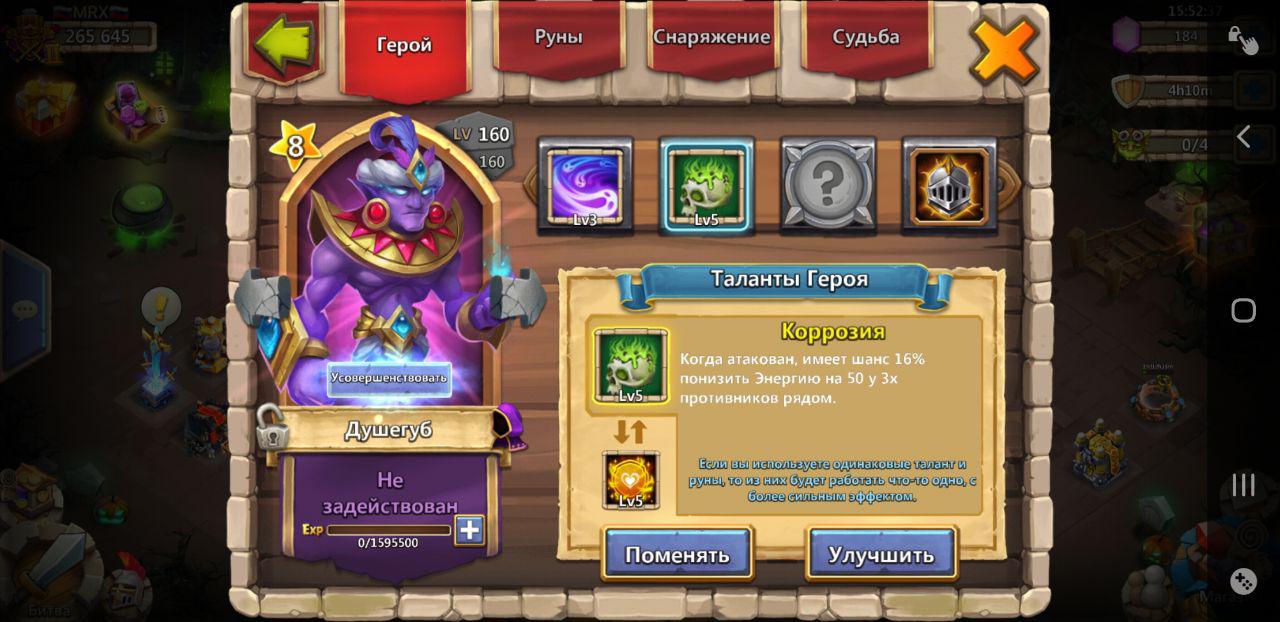 MRX
265 645
15:52:37
184
4h10m
0/4
Герой
Руны
Снаряжение
Судьба
8
LV 160
160
Lv3
Lv5
?
Усовершенствовать
Душегуб
Не
задействован
Exp
0/1595500
Таланты Героя
Коррозия
Когда атакован, имеет шанс 16%
понизить Энергию на 50 у 3х
противников рядом.
Lv5
Lv5
Если вы используете одинаковые талант и
руны, то из них будет работать что-то одно, с
более сильным эффектом.
Поменять
Улучшить
Битва